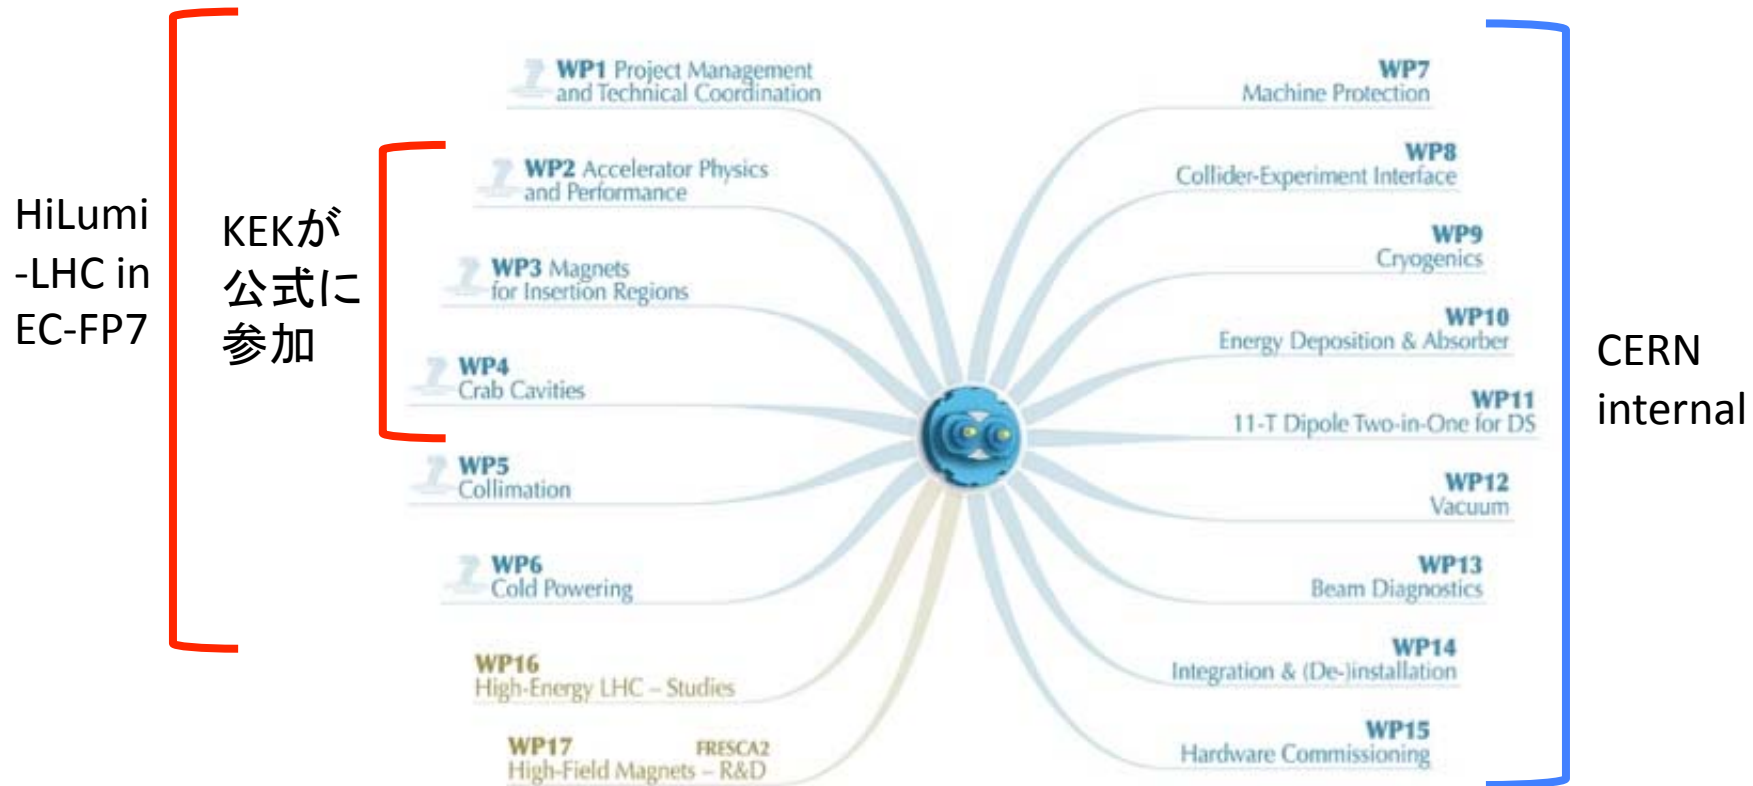 HiLumi
-LHC in
EC-FP7
KEKが
公式に
参加
WP1 Project Management
and Technical Coordination
WP2 Accelerator Physics
and Performance
WP3 Magnets
for Insertion Regions
WP4
Crab Cavities
WP5
Collimation
WP6
Cold Powering
WP16
High-Energy LHC – Studies
WP17 FRESCA2
High-Field Magnets – R&D
WP7
Machine Protection
WP8
Collider-Experiment Interface
WP9
Cryogenics
WP10
Energy Deposition & Absorber
WP11
11-T Dipole Two-in-One for DS
WP12
Vacuum
WP13
Beam Diagnostics
WP14
Integration & (De-)installation
WP15
Hardware Commissioning
CERN
internal